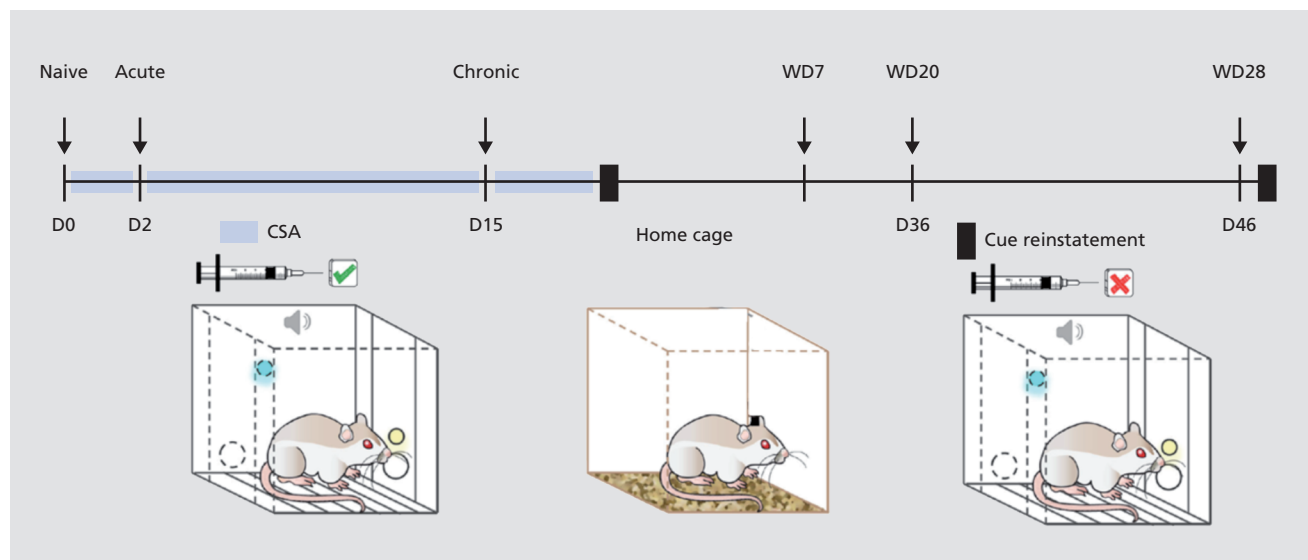 Naive
Acute
Chronic
WD7
WD20
WD28
D0
D2
D15
D36
D46
CSA
Home cage
Cue reinstatement